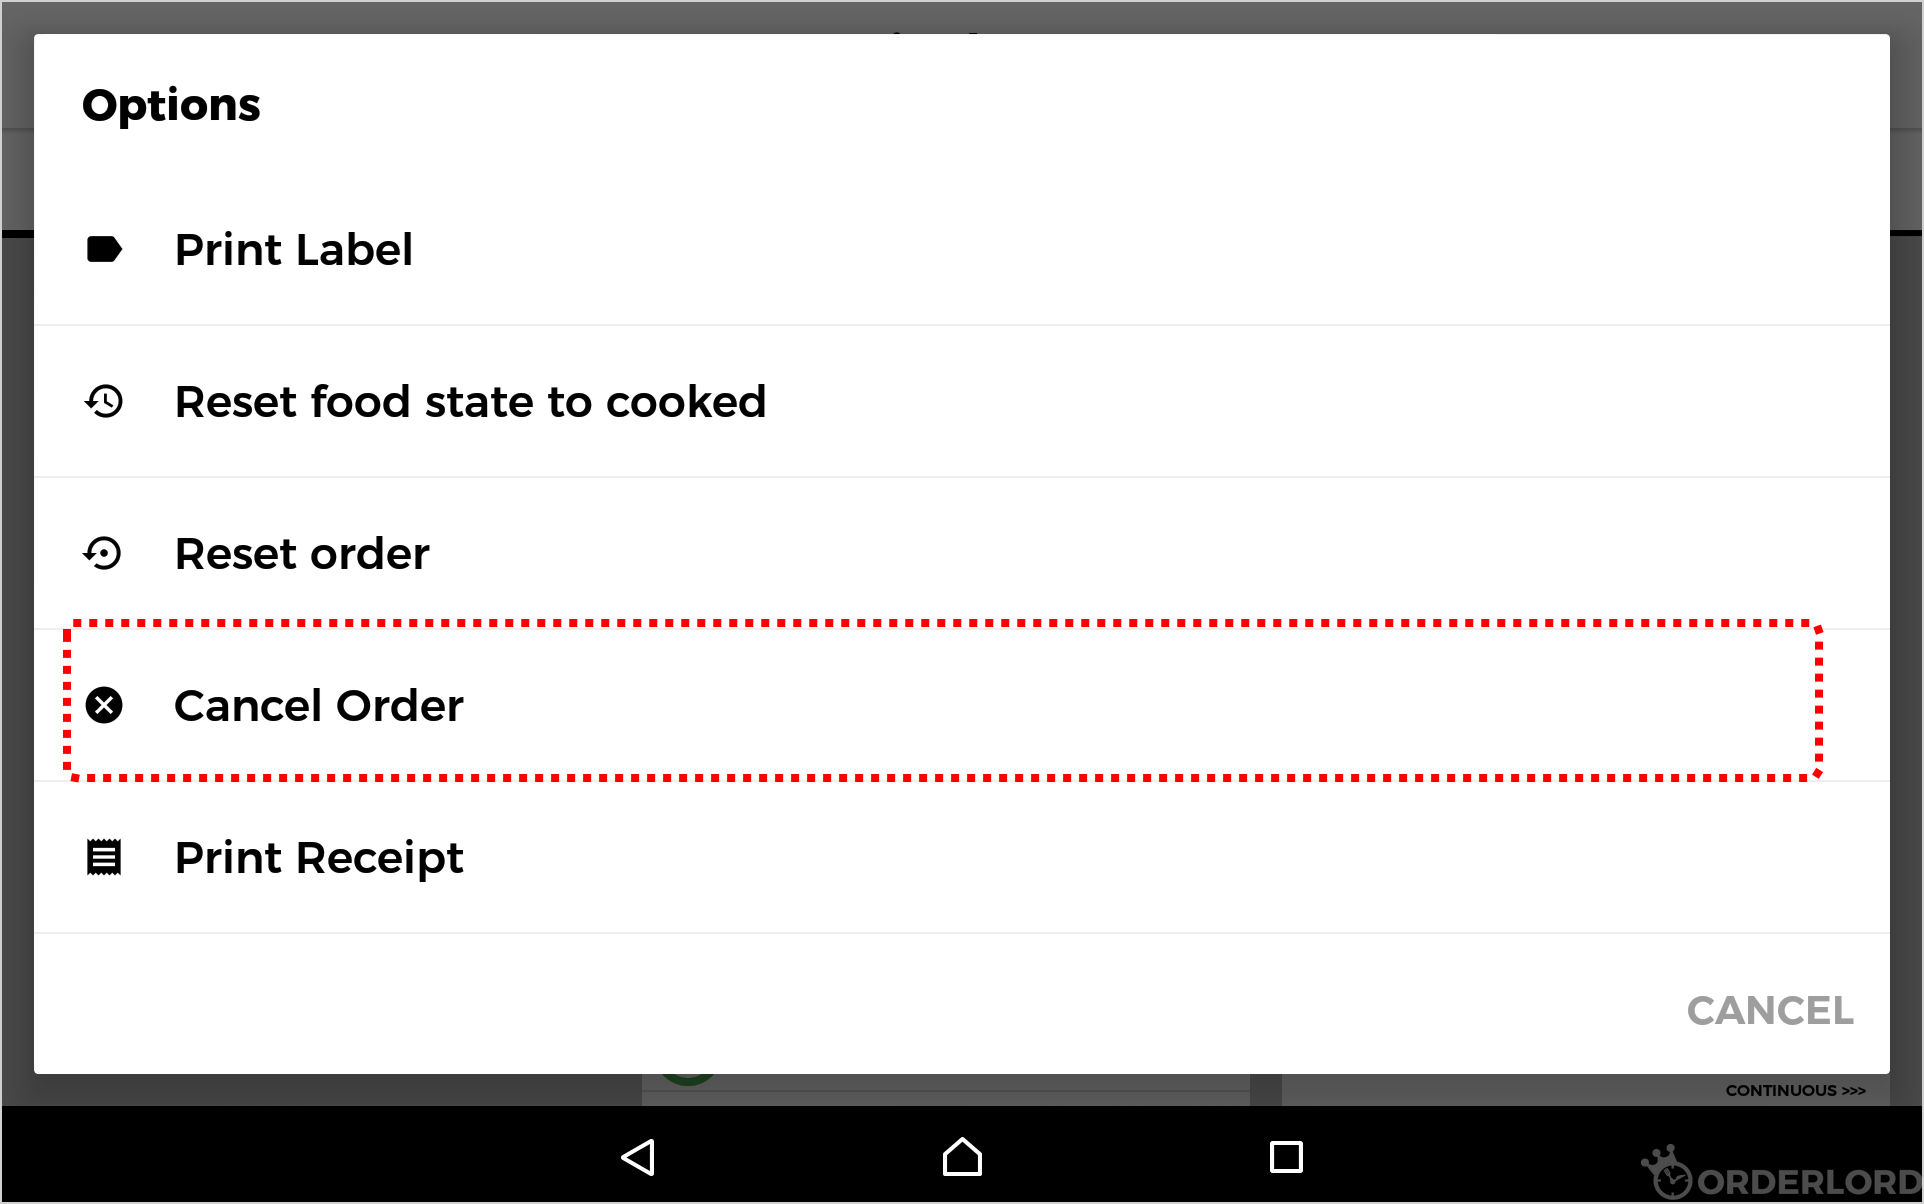 Options
Print Label
Reset food state to cooked
Reset order
Cancel Order
Print Receipt
CANCEL
CONTINUOUS >>>
ORDERLORD